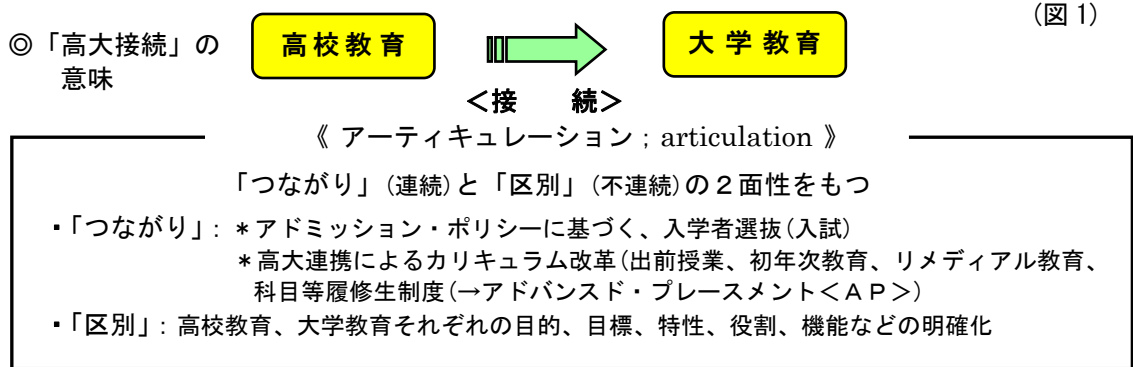 (図 1)
◎「高大接続」の
意味
高校教育
大学教育
＜接 続＞
《 アーティキュレーション ; articulation 》
「つながり」(連続)と「区別」(不連続)の２面性をもつ
・「つながり」: ＊アドミッション・ポリシーに基づく、入学者選抜(入試)
＊高大連携によるカリキュラム改革(出前授業、初年次教育、リメディアル教育、
科目等履修生制度(→アドバンスド・プレースメント＜ＡＰ＞)
・「区別」: 高校教育、大学教育それぞれの目的、目標、特性、役割、機能などの明確化